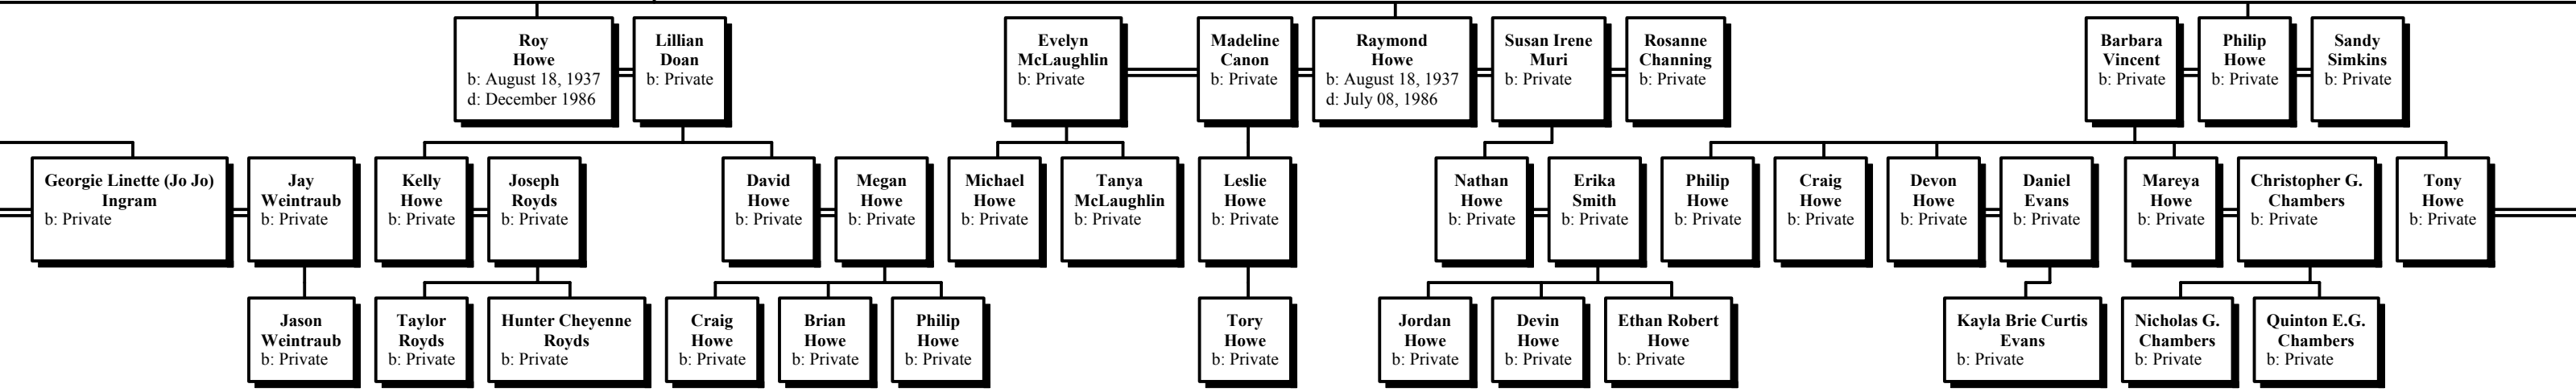 Roy
Howe
b: August 18, 1937
d: December 1986
Lillian
Doan
b: Private
Evelyn
McLaughlin
b: Private
Madeline
Canon
b: Private
Raymond
Howe
b: August 18, 1937
d: July 08, 1986
Susan Irene
Muri
b: Private
Rosanne
Channing
b: Private
Barbara
Vincent
b: Private
Philip
Howe
b: Private
Sandy
Simkins
b: Private
Georgie Linette (Jo Jo)
Ingram
b: Private
Jay
Weintraub
b: Private
Kelly
Howe
b: Private
Joseph
Royds
b: Private
David
Howe
b: Private
Megan
Howe
b: Private
Michael
Howe
b: Private
Tanya
McLaughlin
b: Private
Leslie
Howe
b: Private
Nathan
Howe
b: Private
Erika
Smith
b: Private
Philip
Howe
b: Private
Craig
Howe
b: Private
Devon
Howe
b: Private
Daniel
Evans
b: Private
Mareya
Howe
b: Private
Christopher G.
Chambers
b: Private
Tony
Howe
b: Private
Jason
Weintraub
b: Private
Taylor
Royds
b: Private
Hunter Cheyenne
Royds
b: Private
Craig
Howe
b: Private
Brian
Howe
b: Private
Philip
Howe
b: Private
Tory
Howe
b: Private
Jordan
Howe
b: Private
Devin
Howe
b: Private
Ethan Robert
Howe
b: Private
Kayla Brie Curtis
Evans
b: Private
Nicholas G.
Chambers
b: Private
Quinton E.G.
Chambers
b: Private